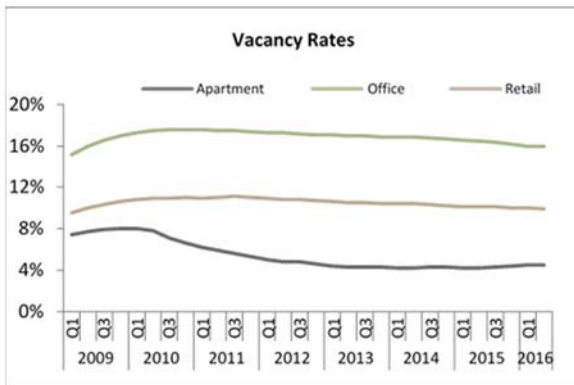 Vacancy Rates
Apartment Office Retail
20%
16%
12%
8%
4%
0%
Q1 Q3 Q1 Q3 Q1 Q3 Q1 Q3 Q1 Q3 Q1 Q3 Q1 Q3 Q1
2009 2010 2011 2012 2013 2014 2015 2016